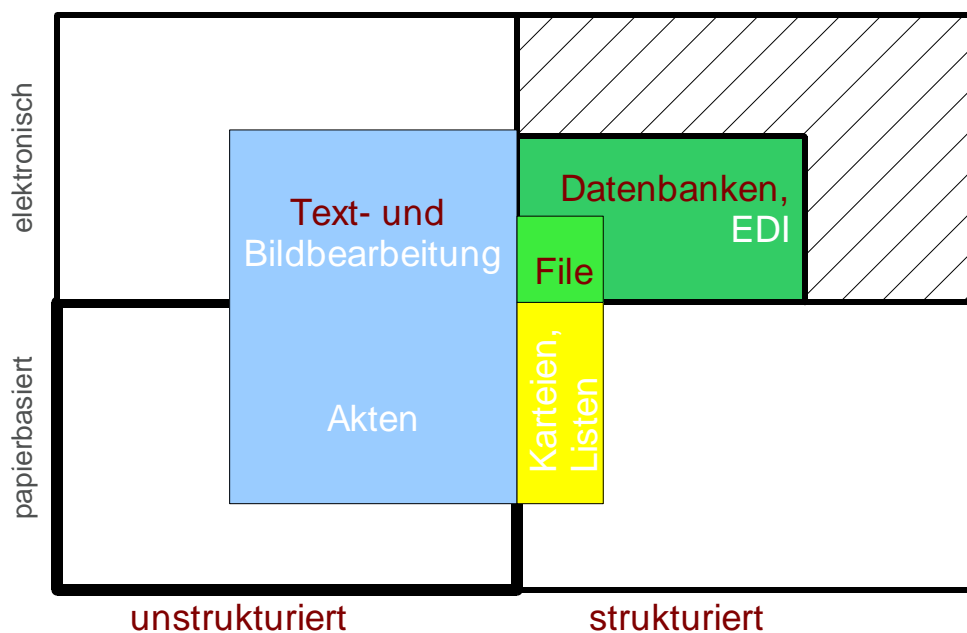 elektronisch
Text- und
Bildbearbeitung
Datenbanken,
EDI
File
papierbasiert
Akten
Karteien,
Listen
unstrukturiert
strukturiert